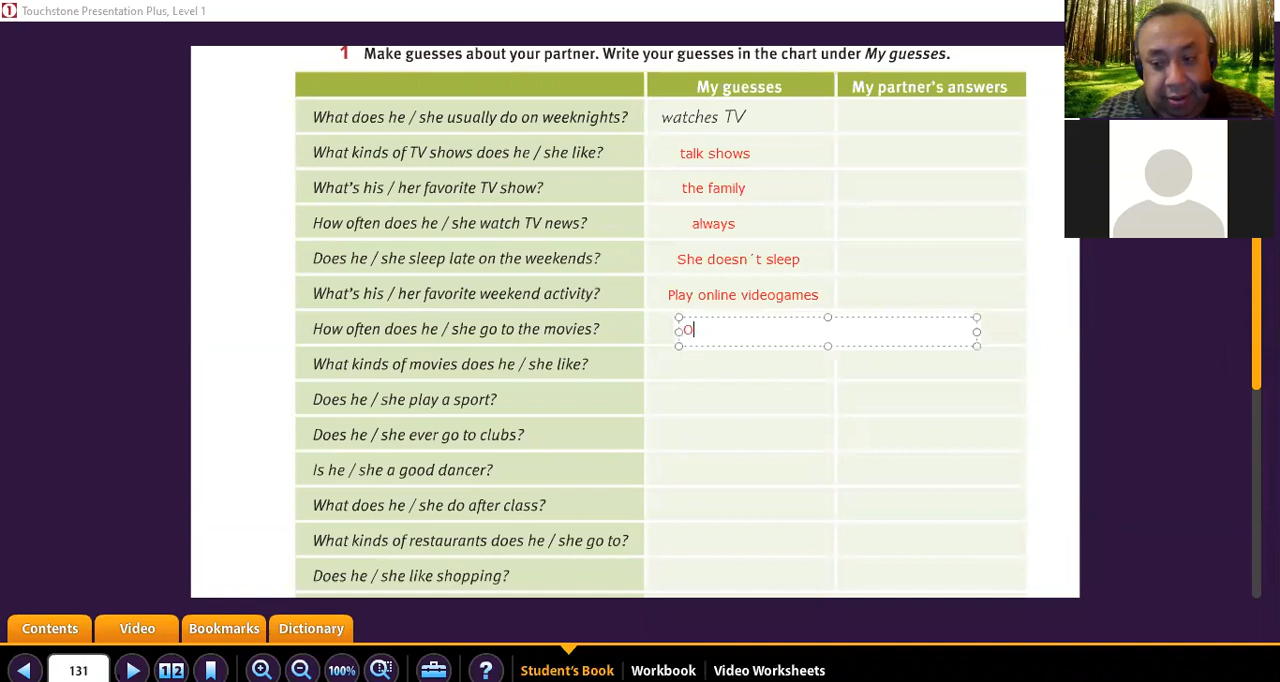 Touchstone Presentation Plus, Level 1
1 Make guesses about your partner. Write your guesses in the chart under My guesses.
My guesses My partner's answers
What does he / she usually do on weeknights? watches TV
What kinds of TV shows does he / she like? talk shows
What's his / her favorite TV show? the family
How often does he / she watch TV news? always
Does he / she sleep late on the weekends? She doesn´t sleep
What's his / her favorite weekend activity? Play online videogames
How often does he / she go to the movies? O
What kinds of movies does he / she like?
Does he / she play a sport?
Does he / she ever go to clubs?
Is he / she a good dancer?
What does he / she do after class?
What kinds of restaurants does he / she go to?
Does he / she like shopping?
Contents Video Bookmarks Dictionary
131 1 2 100% ? Student's Book Workbook Video Worksheets